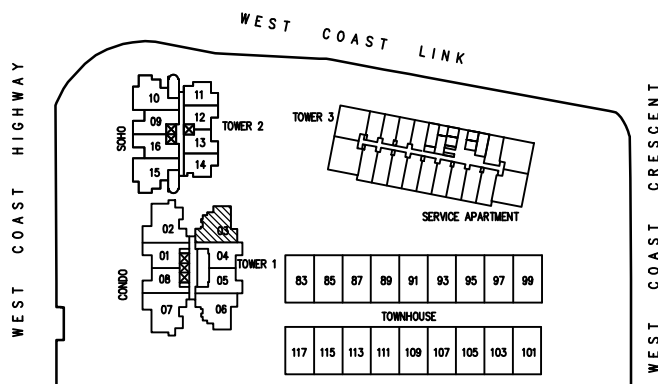 WEST COAST LINK
WEST COAST HIGHWAY
WEST COAST CRESCENT
SOHO
10 11
09 12
16 13
15 14
TOWER 2
TOWER 3
SERVICE APARTMENT
CONDO
02 03
01 04
08 05
07 06
TOWER 1
83 85 87 89 91 93 95 97 99
TOWNHOUSE
117 115 113 111 109 107 105 103 101